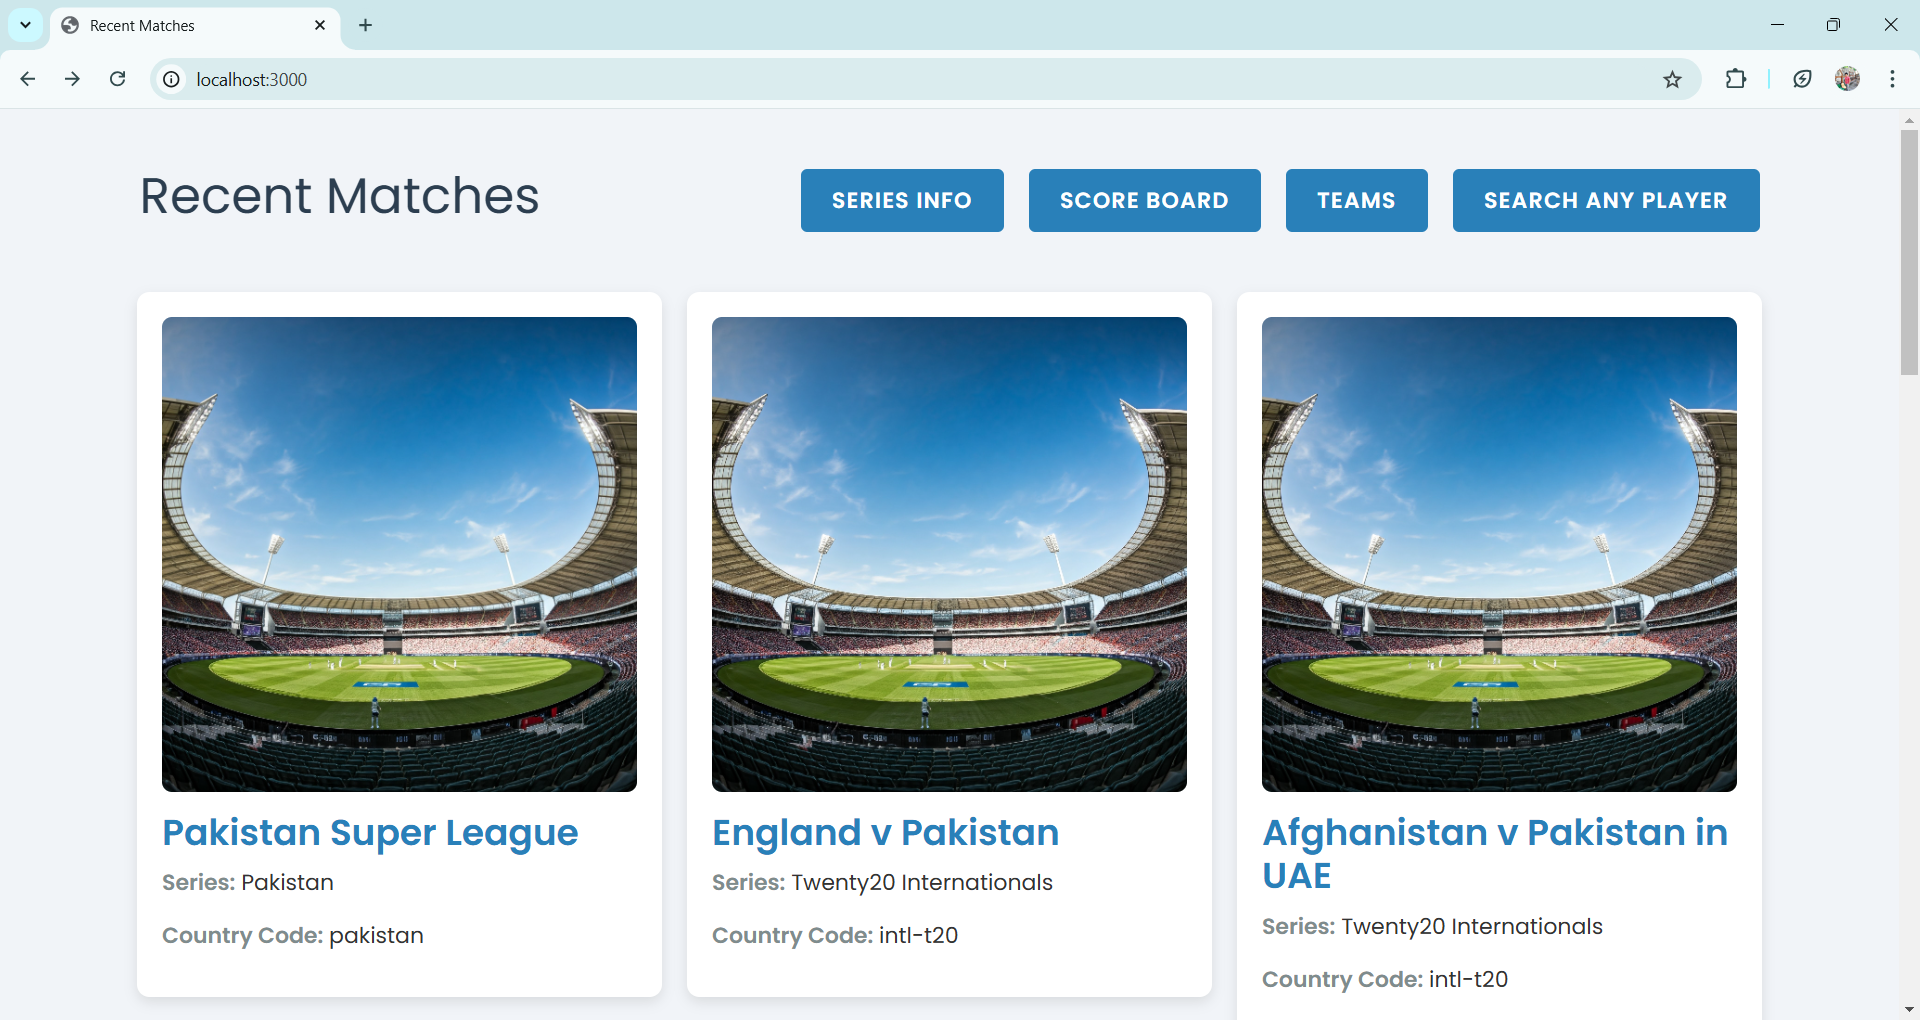 Recent Matches
localhost:3000
Recent Matches
SERIES INFO
SCORE BOARD
TEAMS
SEARCH ANY PLAYER
Pakistan Super League
Series: Pakistan
Country Code: pakistan
England v Pakistan
Series: Twenty20 Internationals
Country Code: intl-t20
Afghanistan v Pakistan in
UAE
Series: Twenty20 Internationals
Country Code: intl-t20